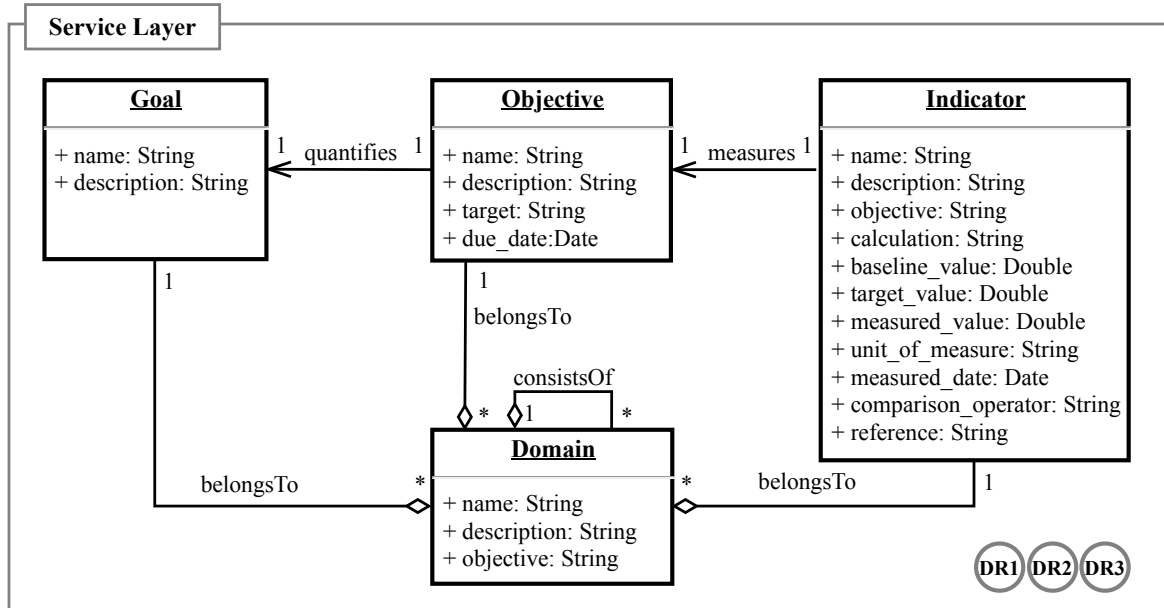 Service Layer
Goal
+ name: String
+ description: String
1
quantifies
1
Objective
+ name: String
+ description: String
+ target: String
+ due_date:Date
1
measures
1
Indicator
+ name: String
+ description: String
+ objective: String
+ calculation: String
+ baseline_value: Double
+ target_value: Double
+ measured_value: Double
+ unit_of_measure: String
+ measured_date: Date
+ comparison_operator: String
+ reference: String
1
1
belongsTo
consistsOf
*
1
*
Domain
+ name: String
+ description: String
+ objective: String
belongsTo
*
*
belongsTo
1
DR1 DR2 DR3